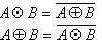 A⊙B = \overline{A⊕B}
A⊕B = \overline{A⊙B}